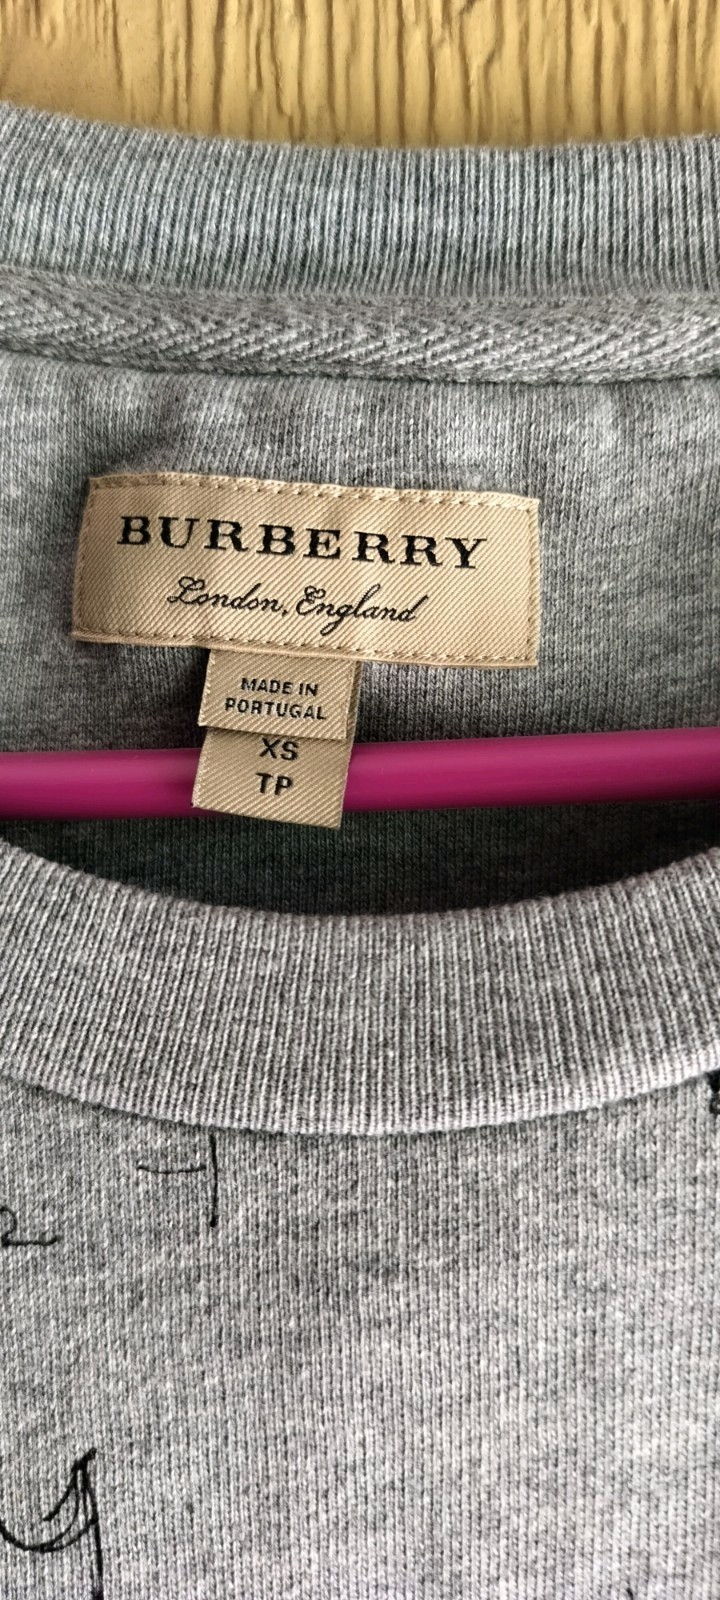 BURBERRY
London, England
MADE IN
PORTUGAL
XS
TP